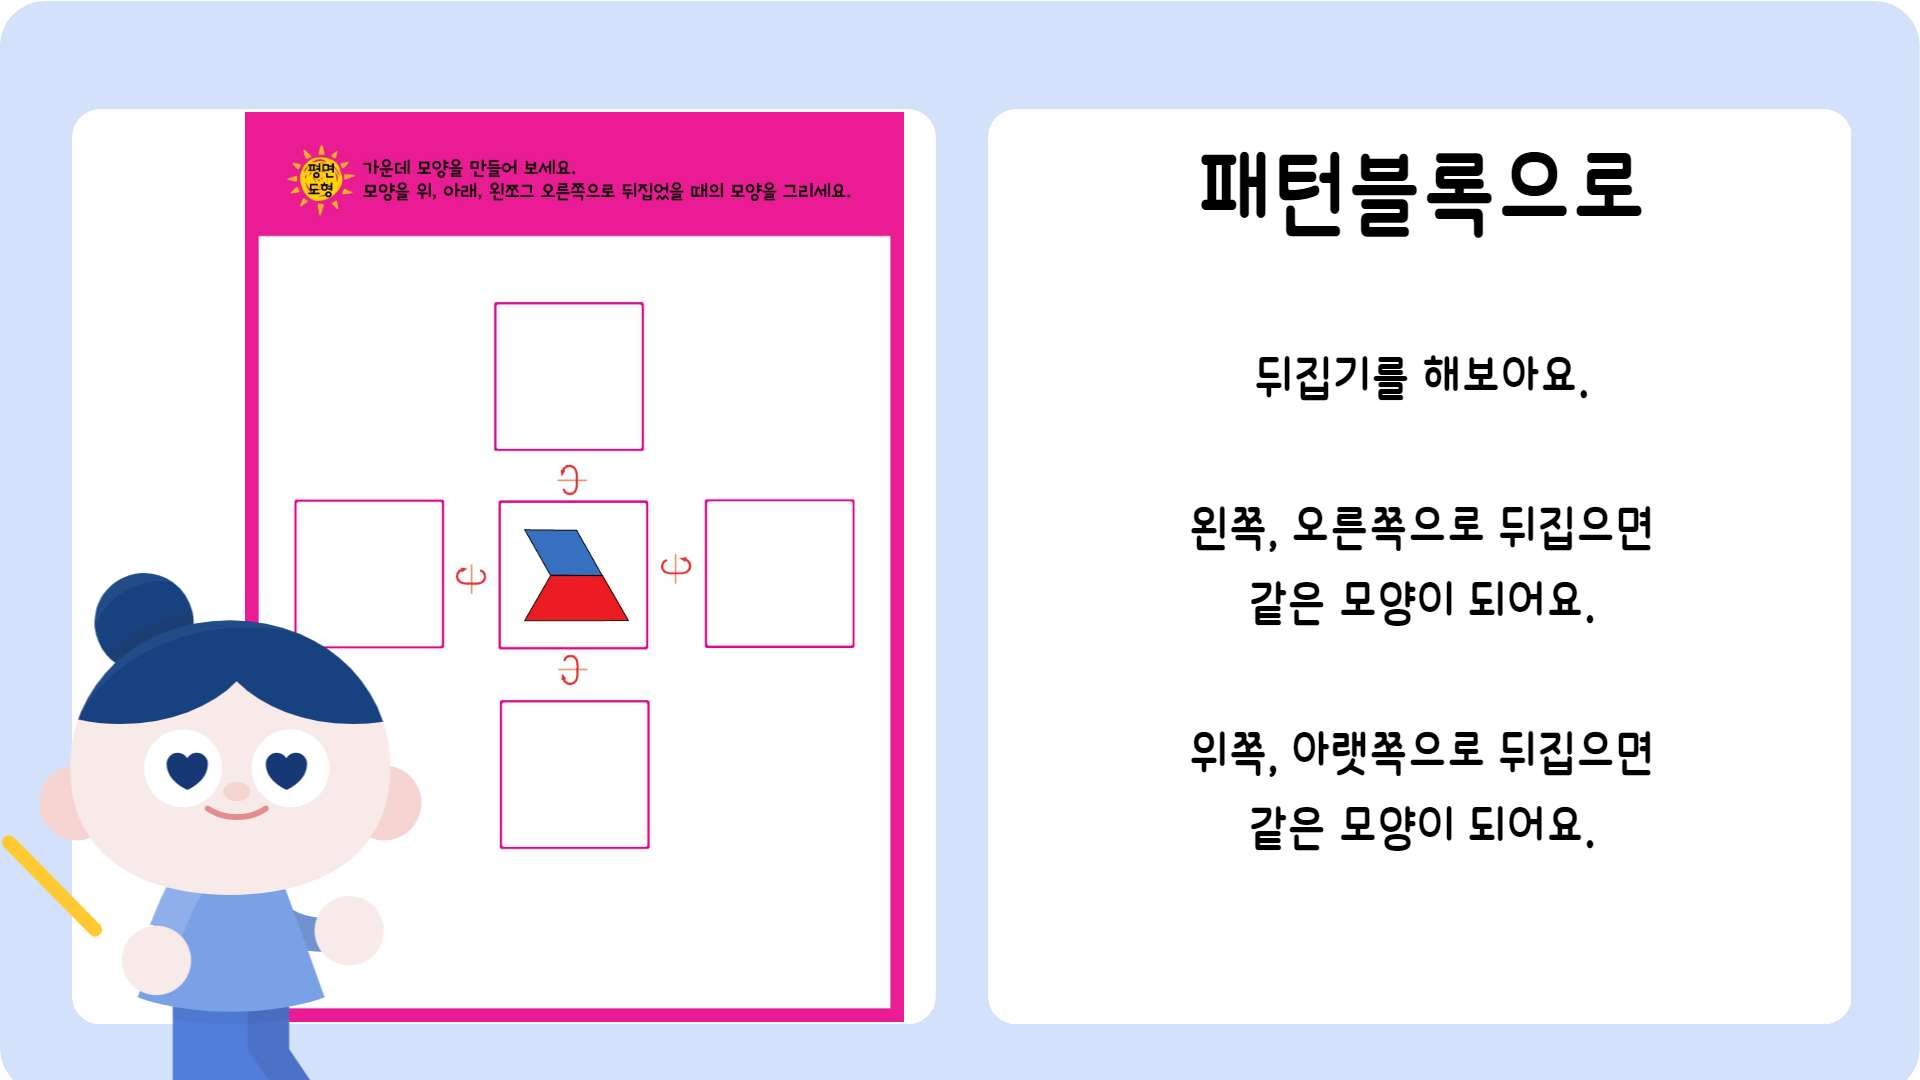 평면
도형
가운데 모양을 만들어 보세요.
모양을 위, 아래, 왼쪼그 오른쪽으로 뒤집었을 때의 모양을 그리세요.
패턴블록으로
뒤집기를 해보아요.
왼쪽, 오른쪽으로 뒤집으면
같은 모양이 되어요.
위쪽, 아랫쪽으로 뒤집으면
같은 모양이 되어요.